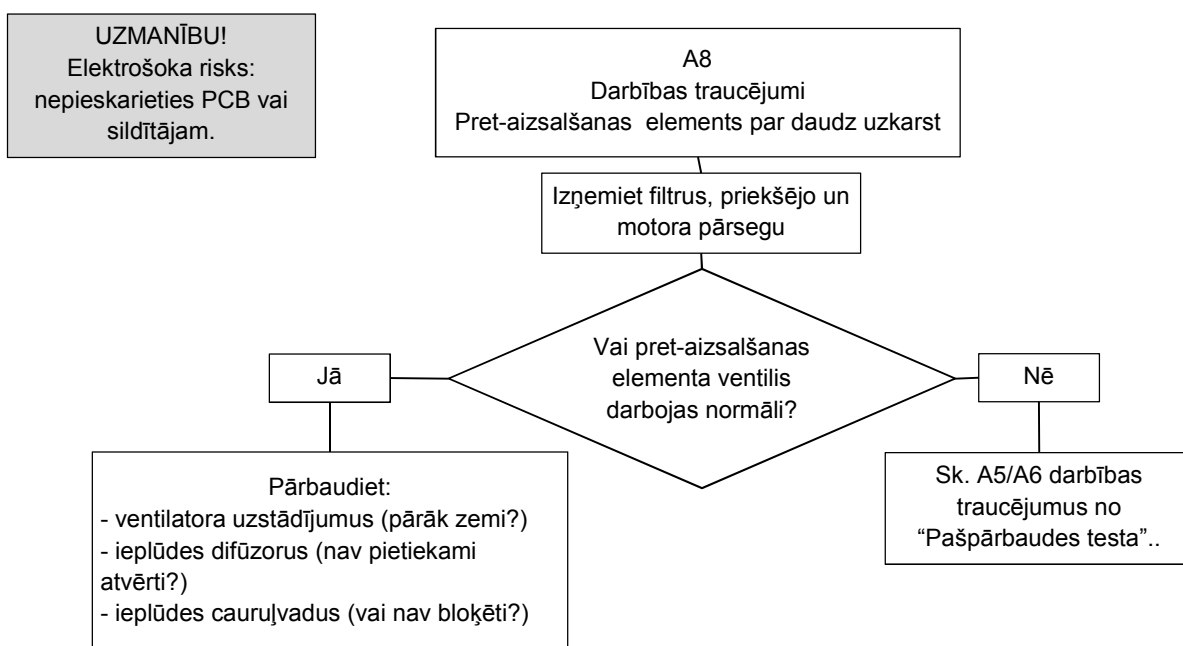 UZMANĪBU!
Elektrošoka risks:
nepieskarieties PCB vai
sildītājam.
A8
Darbības traucējumi
Pret-aizsalšanas  elements par daudz uzkarst
Izņemiet filtrus, priekšējo un
motora pārsegu
Vai pret-aizsalšanas
elementa ventilis
darbojas normāli?
Jā
Nē
Pārbaudiet:
- ventilatora uzstādījumus (pārāk zemi?)
- ieplūdes difūzorus (nav pietiekami
atvērti?)
- ieplūdes cauruļvadus (vai nav bloķēti?)
Sk. A5/A6 darbības
traucējumus no
“Pašpārbaudes testa”..